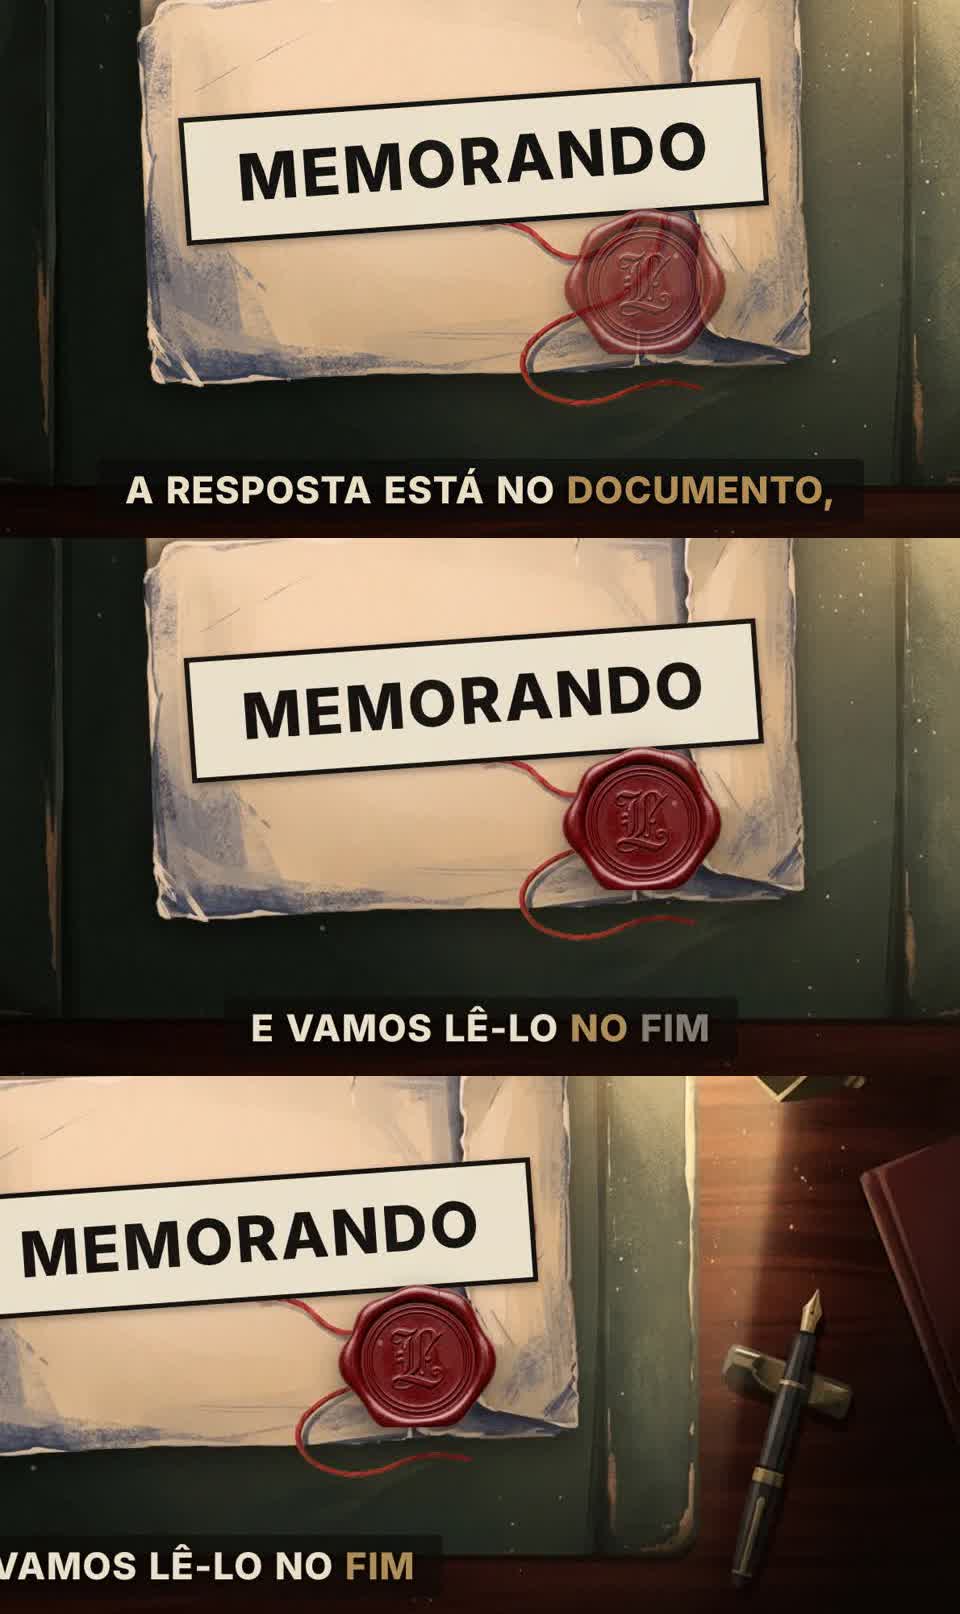 MEMORANDO
A RESPOSTA ESTÁ NO DOCUMENTO,
MEMORANDO
E VAMOS LÊ-LO NO FIM
MEMORANDO
VAMOS LÊ-LO NO FIM